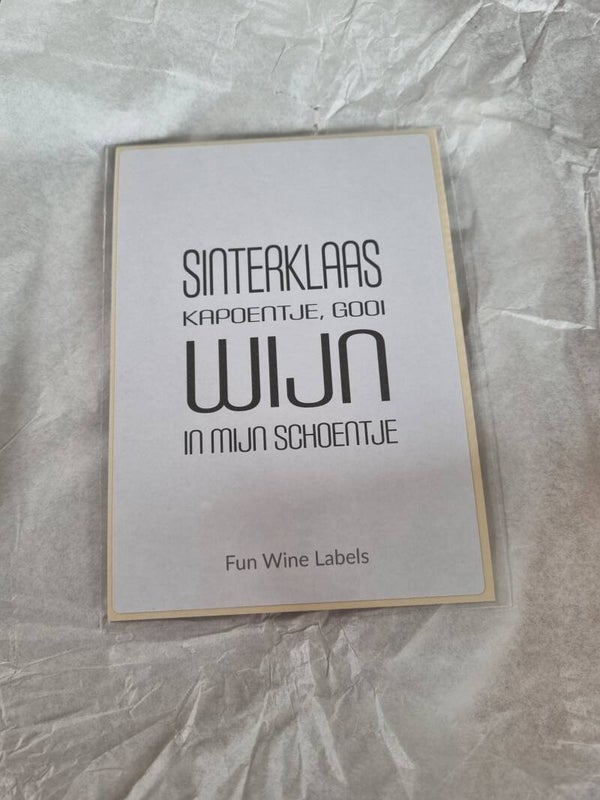 SINTERKLAAS
KAPOENTJE, GOOI
WIJN
IN MIJN SCHOENTJE
Fun Wine Labels